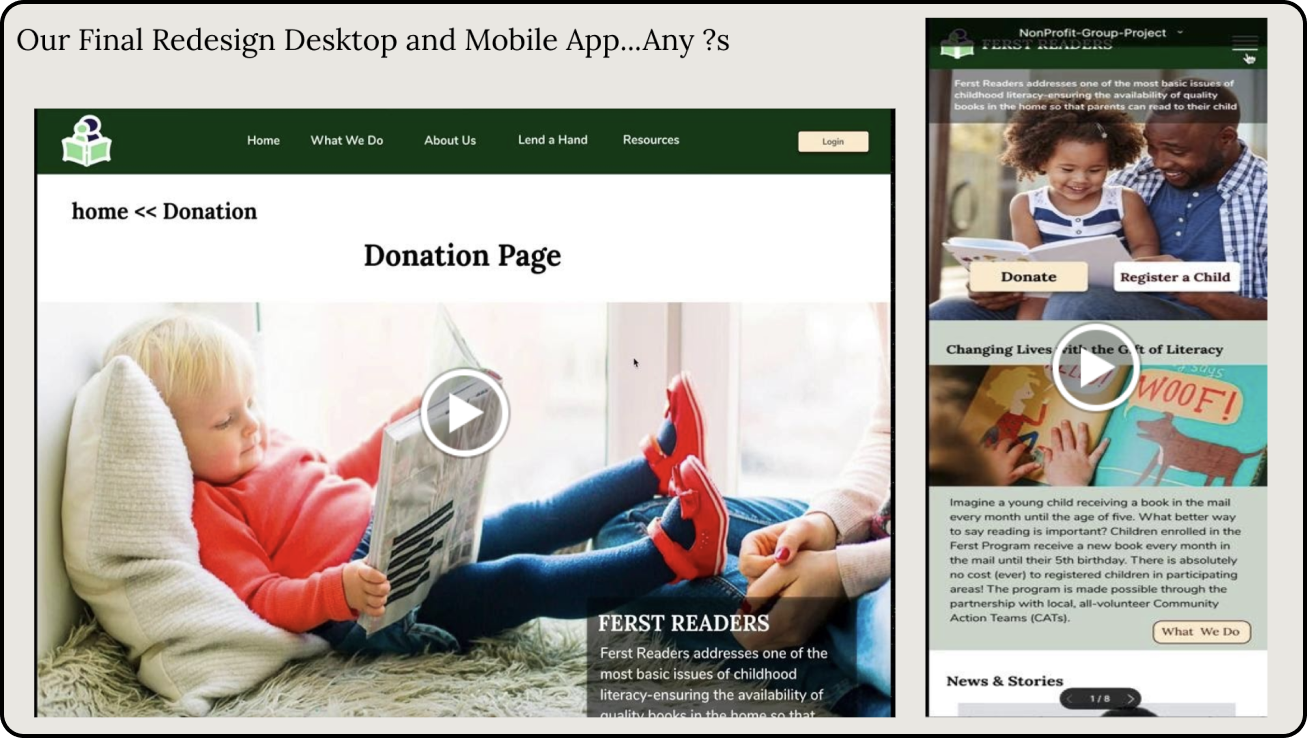 Our Final Redesign Desktop and Mobile App...Any ?s
Home What We Do About Us Lend a Hand Resources Login
home << Donation
Donation Page
FERST READERS
Ferst Readers addresses one of the
most basic issues of childhood
literacy-ensuring the availability of
quality books in the home so that
NonProfit-Group-Project
FERST READERS
Ferst Readers addresses one of the most basic issues of
childhood literacy-ensuring the availability of quality
books in the home so that parents can read to their child
Donate Register a Child
Changing Lives with the Gift of Literacy
says
WOOF!
Imagine a young child receiving a book in the mail
every month until the age of five. What better way
to say reading is important? Children enrolled in the
Ferst Program receive a new book every month in
the mail until their 5th birthday. There is absolutely
no cost (ever) to registered children in participating
areas! The program is made possible through the
partnership with local, all-volunteer Community
Action Teams (CATs).
What We Do
News & Stories
1 / 8